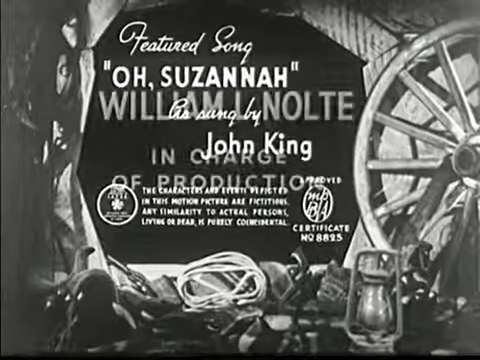 Featured Song
"OH, SUZANNAH"
WILLIAM L. NOLTE
As sung by
John King
IN CHARGE
OF PRODUCTION
THE CHARACTERS AND EVENTS DEPICTED
IN THIS MOTION PICTURE ARE FICTITIOUS.
ANY SIMILARITY TO ACTUAL PERSONS,
LIVING OR DEAD, IS PURELY COINCIDENTAL.
APPROVED
CERTIFICATE
NO 8825